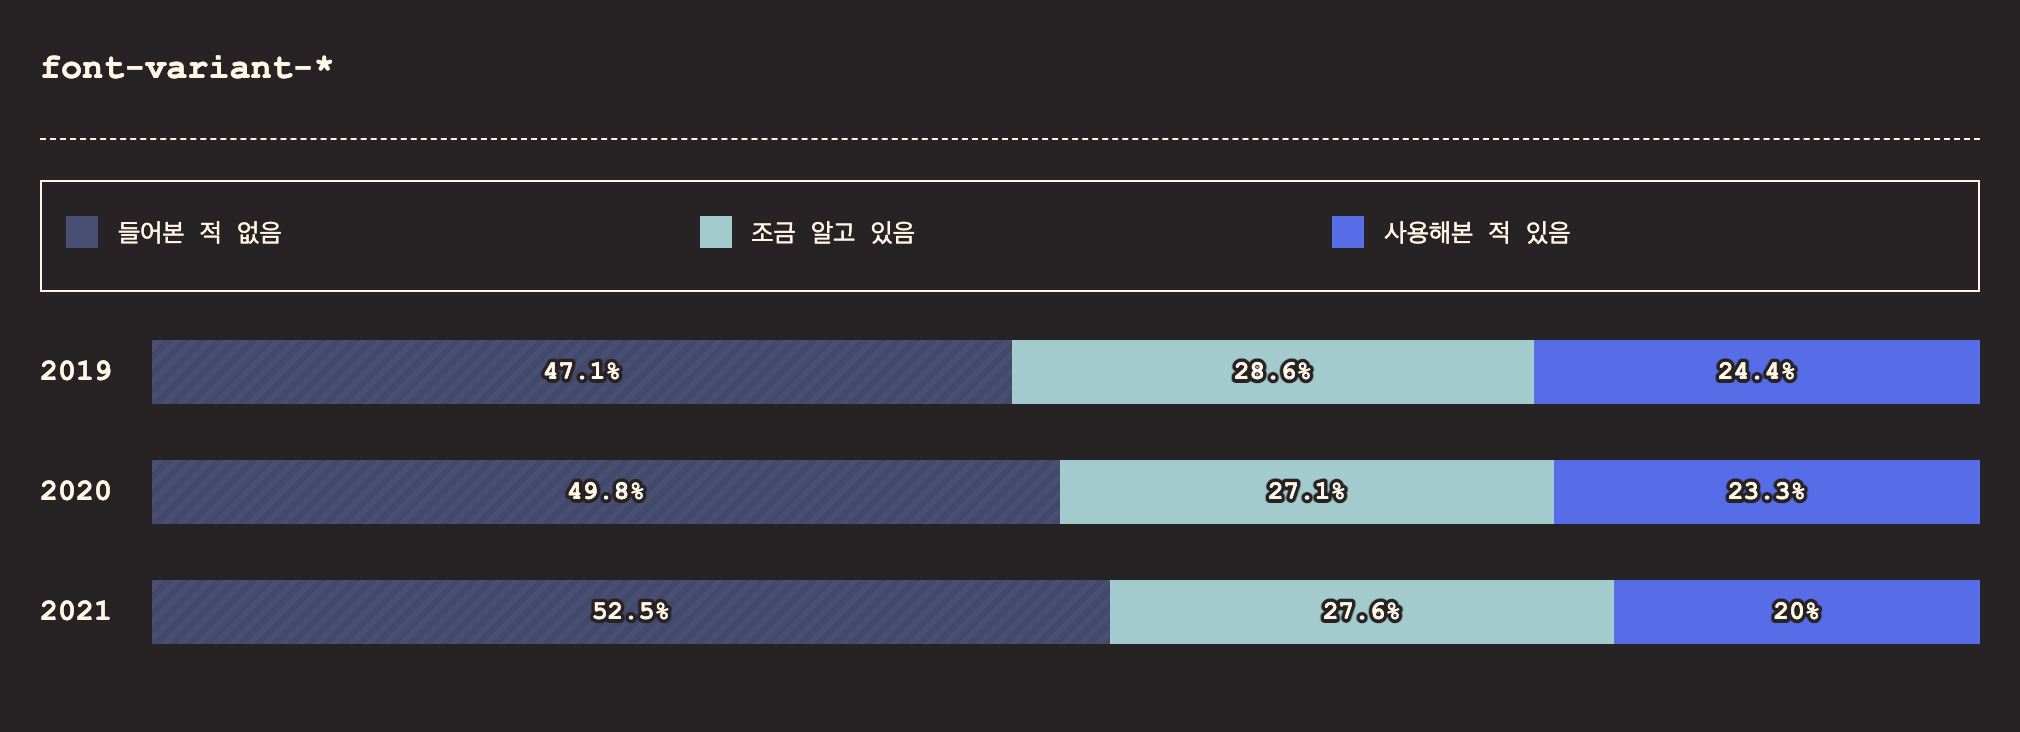 font-variant-*
들어본 적 없음 조금 알고 있음 사용해본 적 있음
2019 47.1% 28.6% 24.4%
2020 49.8% 27.1% 23.3%
2021 52.5% 27.6% 20%